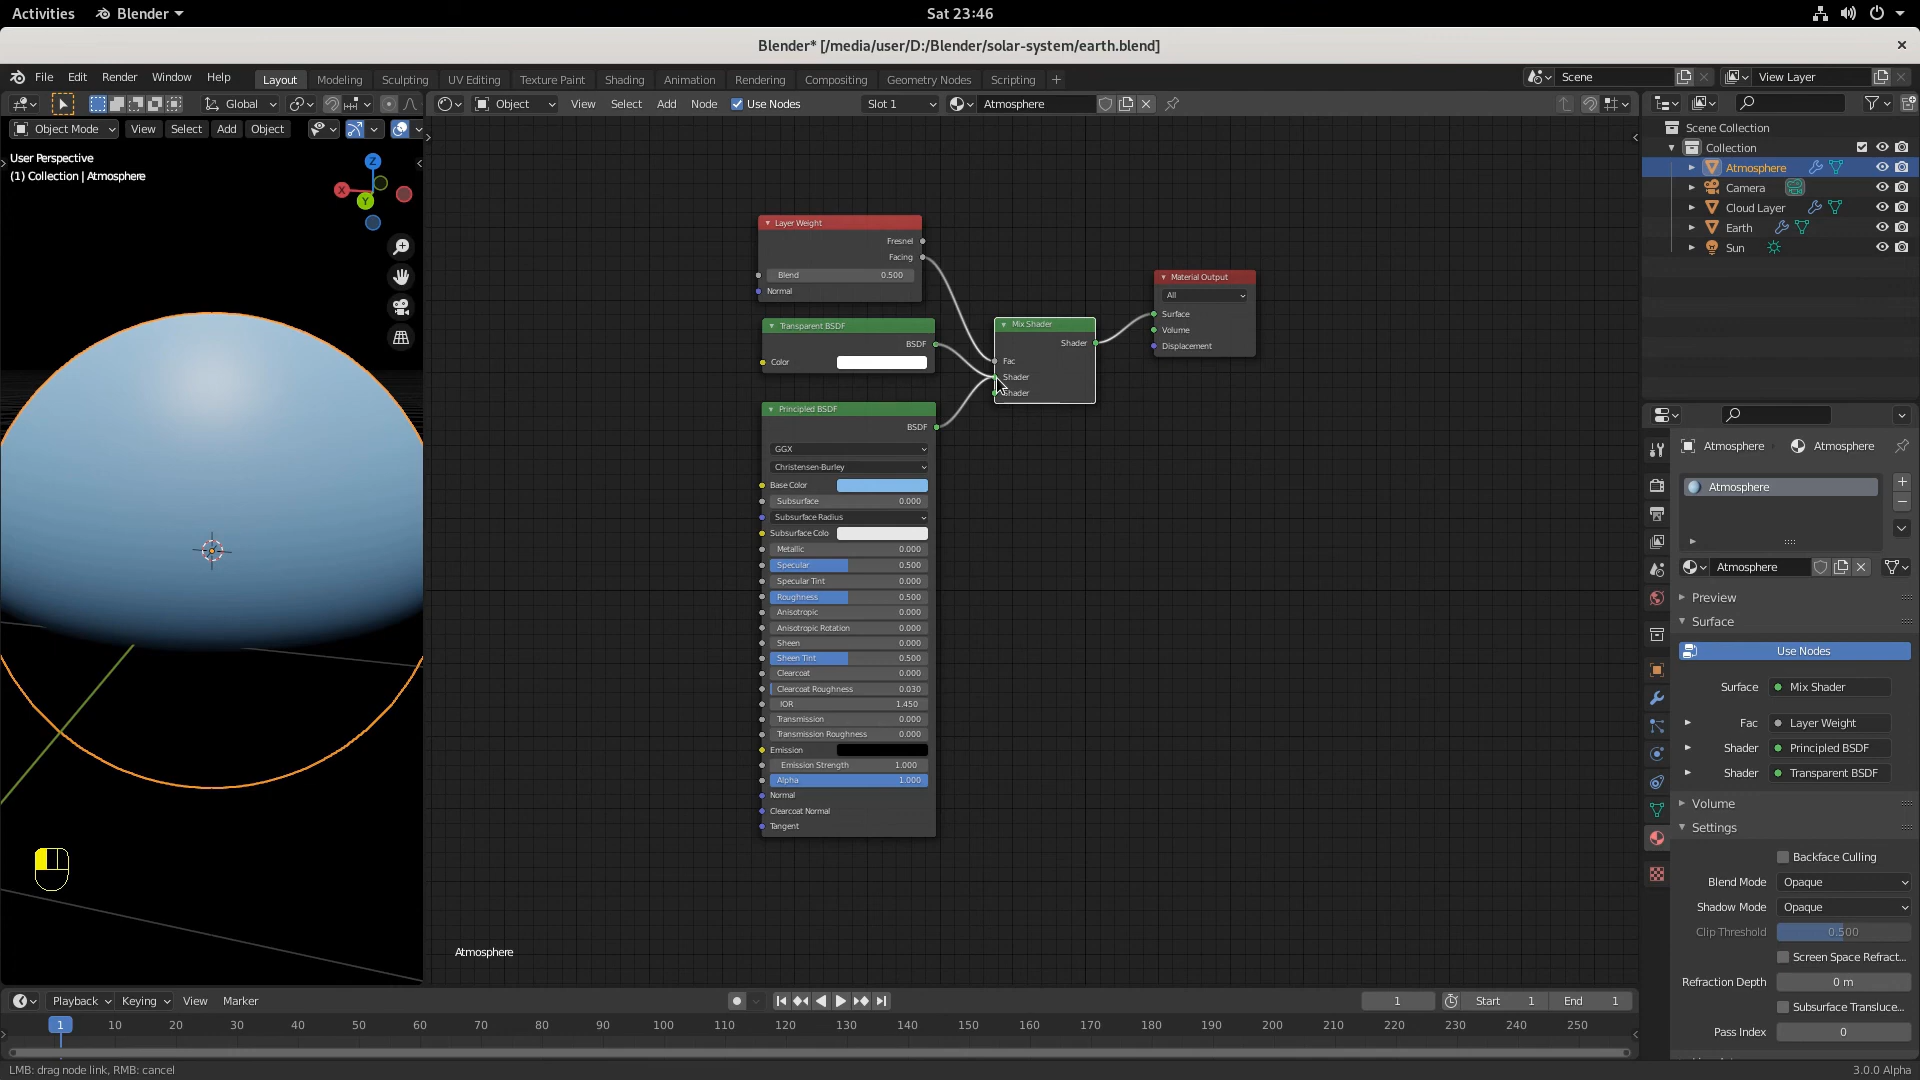 Activities Blender Sat 23:46
Blender* [/media/user/D:/Blender/solar-system/earth.blend]
File Edit Render Window Help Layout Modeling Sculpting UV Editing Texture Paint Shading Animation Rendering Compositing Geometry Nodes Scripting Scene View Layer
Global Object View Select Add Node Use Nodes Slot 1 Atmosphere
Object Mode View Select Add Object
User Perspective
(1) Collection | Atmosphere
Z
X
Y
Layer Weight
Fresnel
Facing
Blend 0.500
Normal
Transparent BSDF
BSDF
Color
Mix Shader
Shader
Fac
Shader
Shader
Material Output
All
Surface
Volume
Displacement
Principled BSDF
BSDF
GGX
Christensen-Burley
Base Color
Subsurface 0.000
Subsurface Radius
Subsurface Colo
Metallic 0.000
Specular 0.500
Specular Tint 0.000
Roughness 0.500
Anisotropic 0.000
Anisotropic Rotation 0.000
Sheen 0.000
Sheen Tint 0.500
Clearcoat 0.000
Clearcoat Roughness 0.030
IOR 1.450
Transmission 0.000
Transmission Roughness 0.000
Emission
Emission Strength 1.000
Alpha 1.000
Normal
Clearcoat Normal
Tangent
Atmosphere
Scene Collection
Collection
Atmosphere
Camera
Cloud Layer
Earth
Sun
Atmosphere Atmosphere
Atmosphere
Atmosphere
Preview
Surface
Use Nodes
Surface Mix Shader
Fac Layer Weight
Shader Principled BSDF
Shader Transparent BSDF
Volume
Settings
Backface Culling
Blend Mode Opaque
Shadow Mode Opaque
Clip Threshold 0.500
Screen Space Refract...
Refraction Depth 0 m
Subsurface Transluce...
Pass Index 0
Playback Keying View Marker 1 Start 1 End 1
1 10 20 30 40 50 60 70 80 90 100 110 120 130 140 150 160 170 180 190 200 210 220 230 240 250
LMB: drag node link, RMB: cancel 3.0.0 Alpha